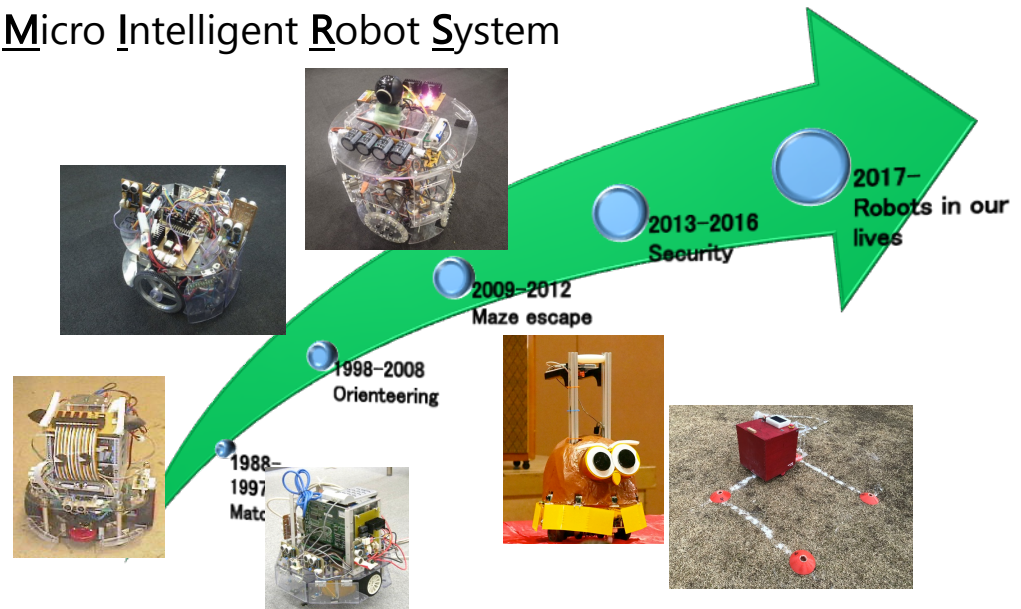 Micro Intelligent Robot System
2017-
Robots in our
lives
2013-2016
Security
2009-2012
Maze escape
1998-2008
Orienteering
1988-
1997